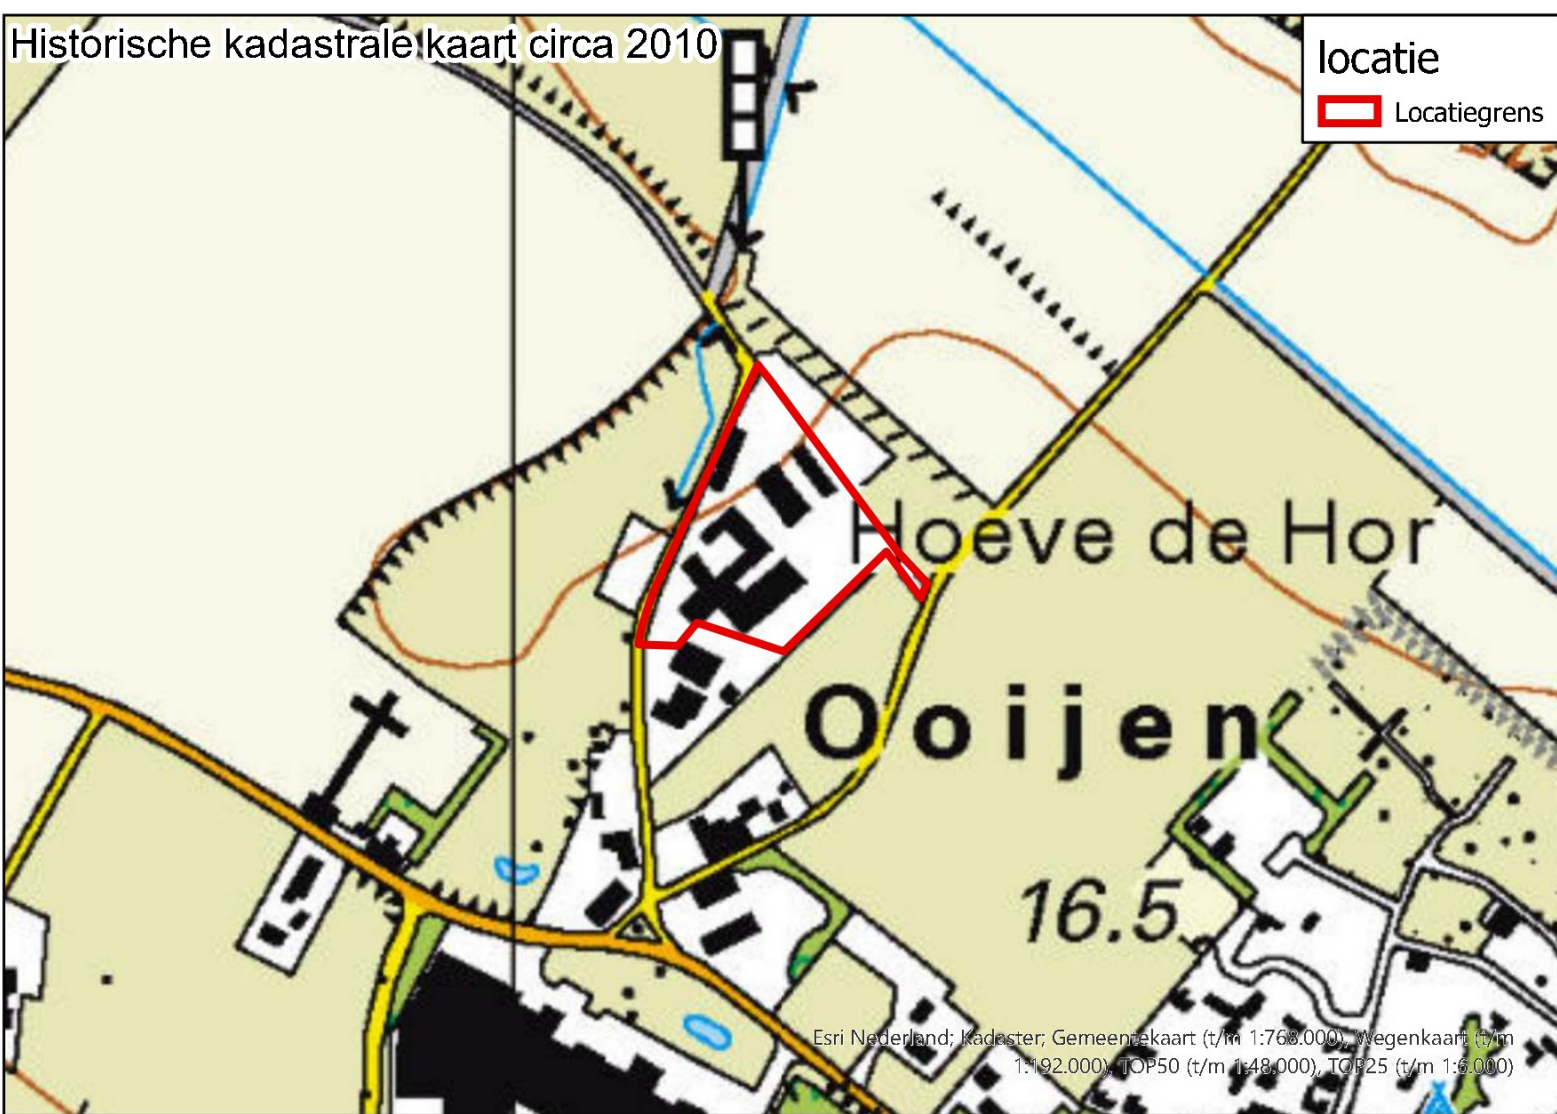 Historische kadastrale kaart circa 2010
locatie
Locatiegrens
Hoeve de Hor
Ooijen
16.5
Esri Nederland; Kadaster; Gemeentekaart (t/m 1:768.000), Wegenkaart (t/m
1:192.000), TOP50 (t/m 1:48.000), TOP25 (t/m 1:6.000)